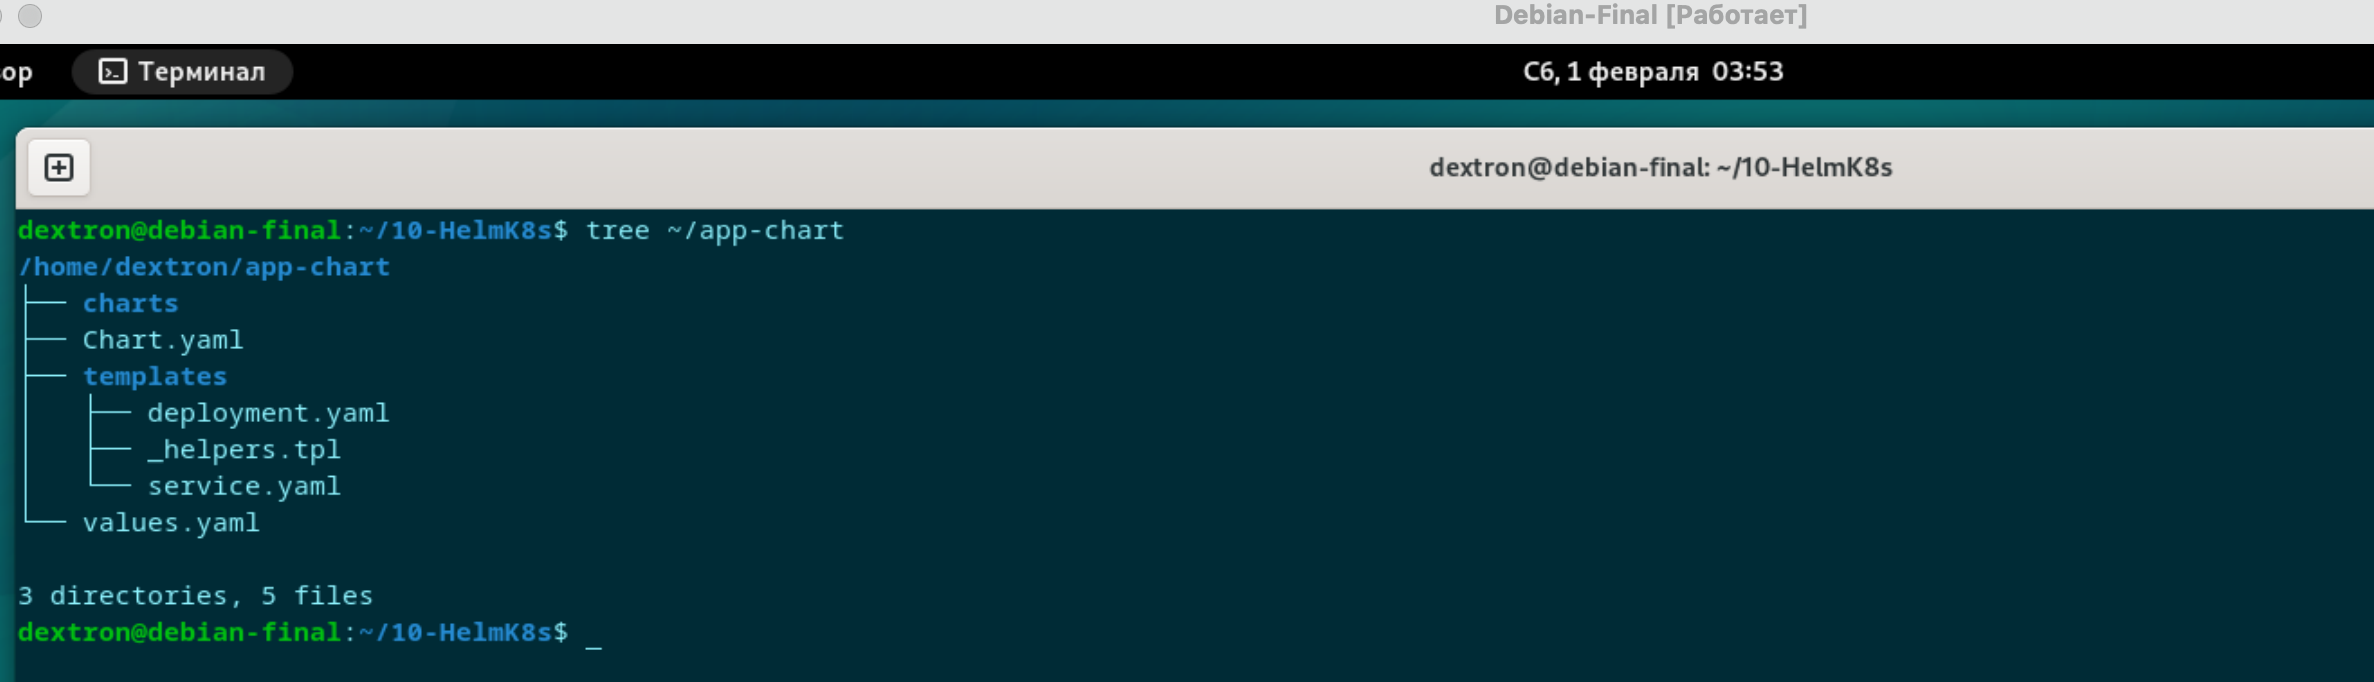 Debian-Final [Работает]
Терминал
Сб, 1 февраля 03:53
dextron@debian-final: ~/10-HelmK8s
dextron@debian-final:~/10-HelmK8s$ tree ~/app-chart
/home/dextron/app-chart
├── charts
├── Chart.yaml
├── templates
│   ├── deployment.yaml
│   ├── _helpers.tpl
│   └── service.yaml
└── values.yaml
3 directories, 5 files
dextron@debian-final:~/10-HelmK8s$ _